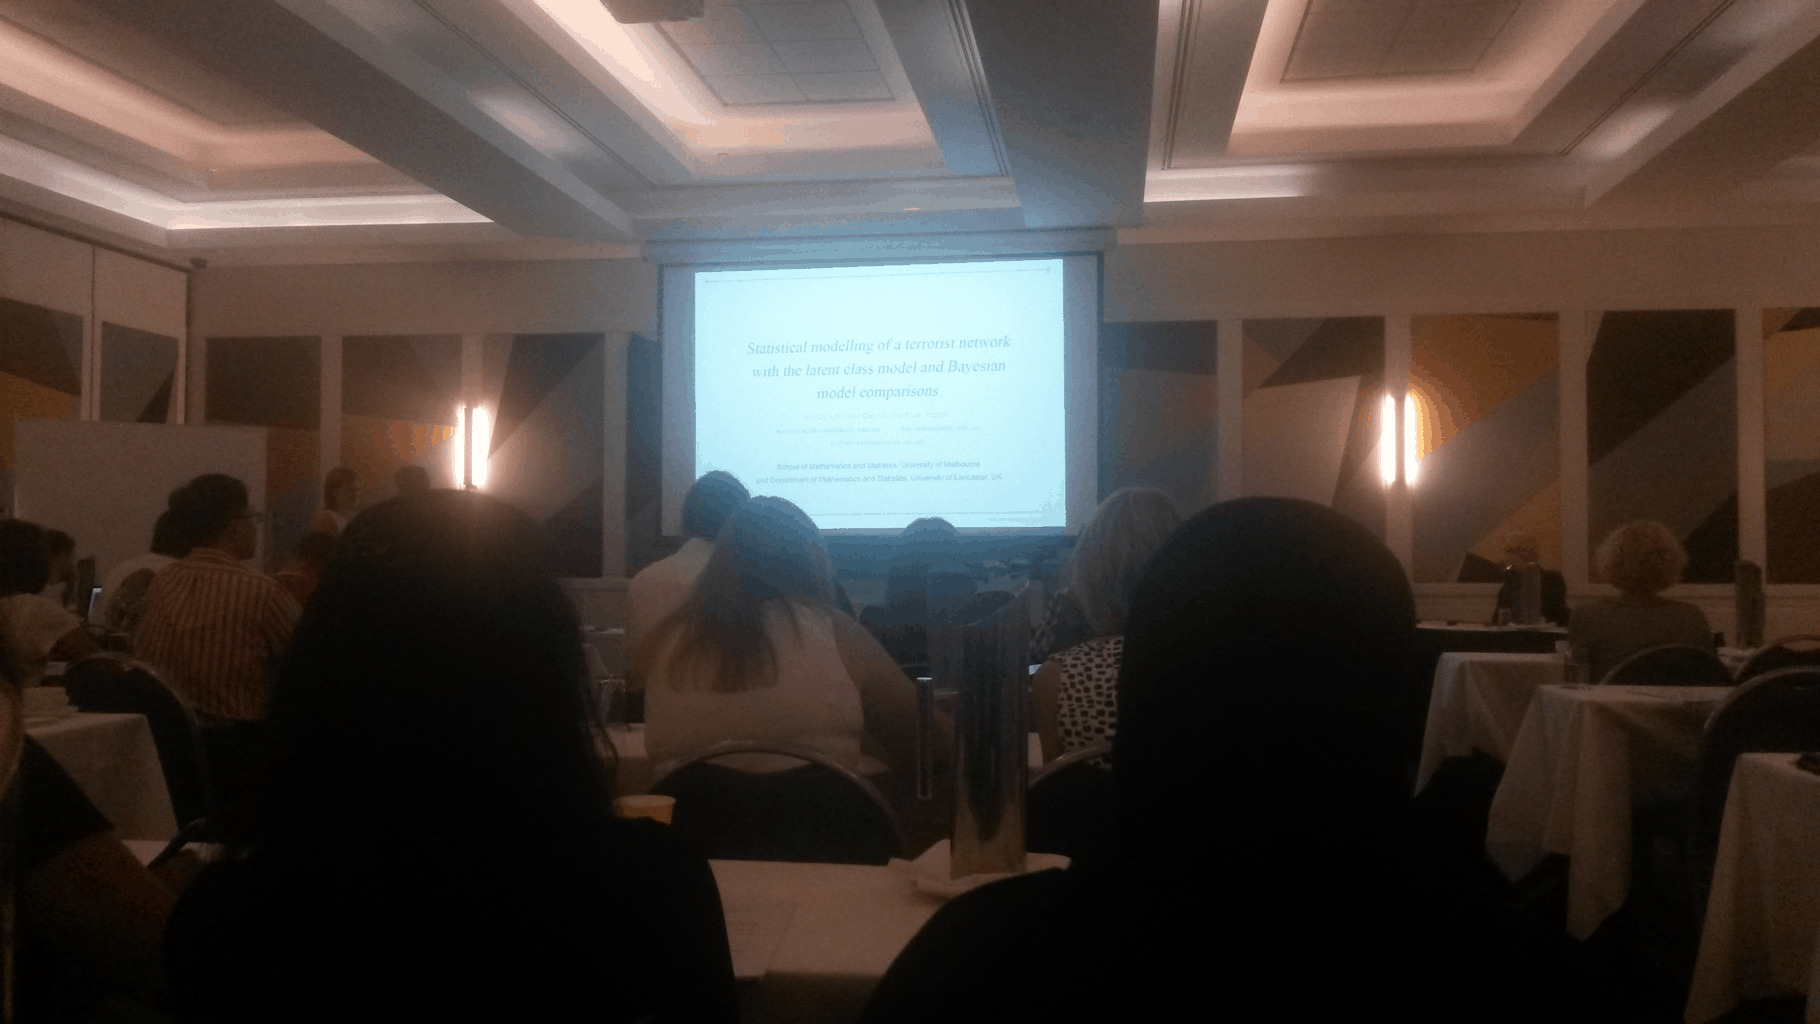 Statistical modelling of a terrorist network
with the latent class model and Bayesian
model comparisons
School of Mathematics and Statistics, University of Melbourne
and Department of Mathematics and Statistics, University of Lancaster, UK